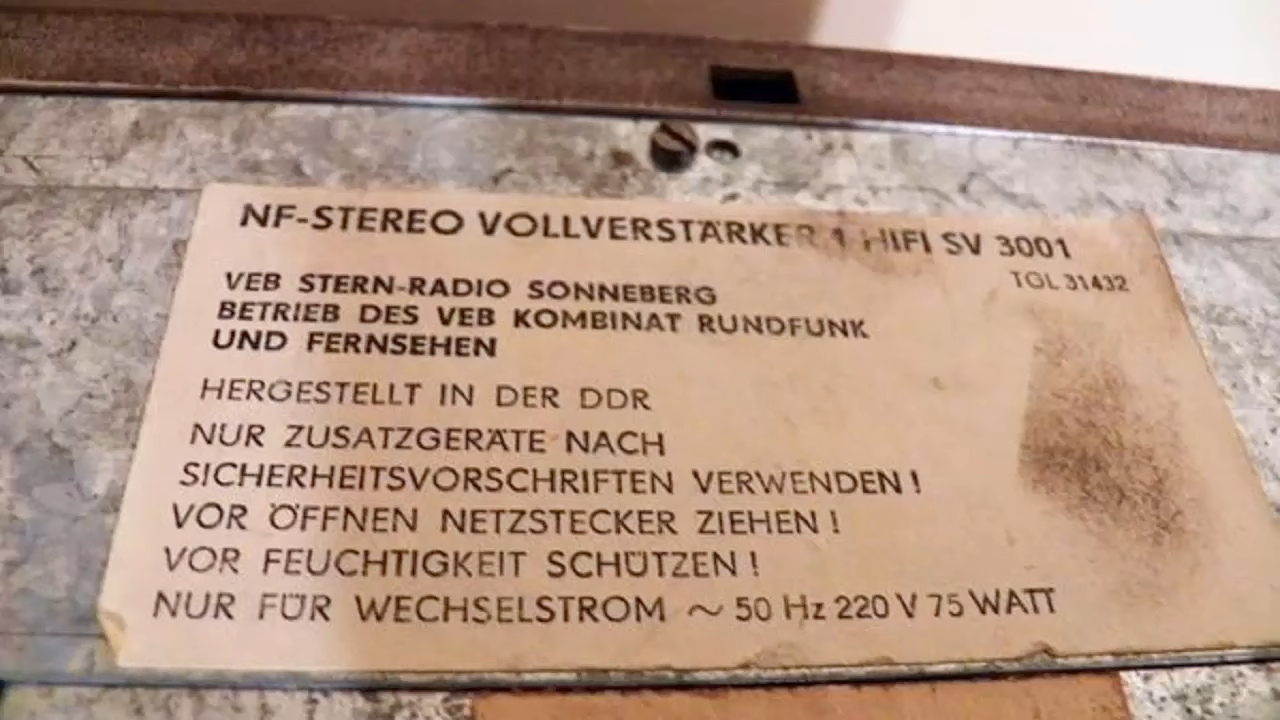 NF-STEREO VOLLVERSTÄRKER 1 HIFI SV 3001
TGL 31432
VEB STERN-RADIO SONNEBERG
BETRIEB DES VEB KOMBINAT RUNDFUNK
UND FERNSEHEN
HERGESTELLT IN DER DDR
NUR ZUSATZGERÄTE NACH
SICHERHEITSVORSCHRIFTEN VERWENDEN!
VOR ÖFFNEN NETZSTECKER ZIEHEN!
VOR FEUCHTIGKEIT SCHÜTZEN!
NUR FÜR WECHSELSTROM ~ 50 Hz 220 V 75 WATT